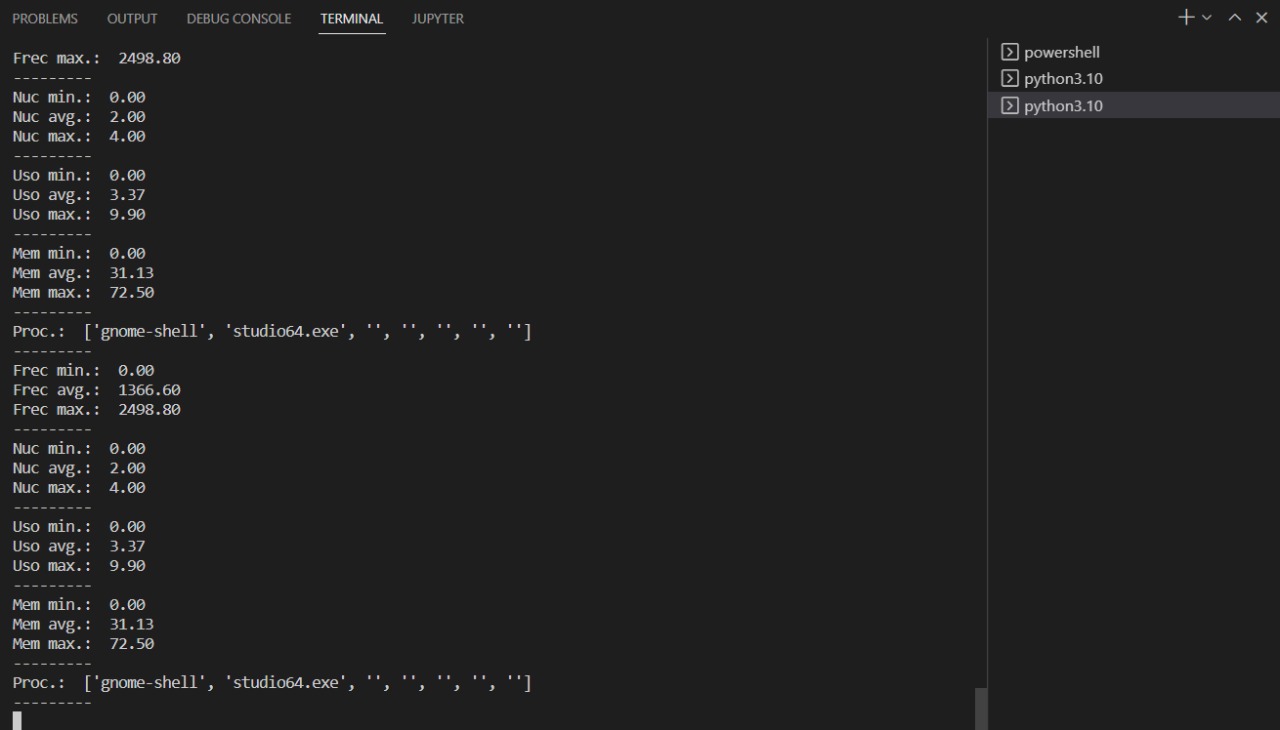 PROBLEMS OUTPUT DEBUG CONSOLE TERMINAL JUPYTER
Frec max.:  2498.80
---------
Nuc min.:  0.00
Nuc avg.:  2.00
Nuc max.:  4.00
---------
Uso min.:  0.00
Uso avg.:  3.37
Uso max.:  9.90
---------
Mem min.:  0.00
Mem avg.:  31.13
Mem max.:  72.50
---------
Proc.:  ['gnome-shell', 'studio64.exe', '', '', '', '', '']
---------
Frec min.:  0.00
Frec avg.:  1366.60
Frec max.:  2498.80
---------
Nuc min.:  0.00
Nuc avg.:  2.00
Nuc max.:  4.00
---------
Uso min.:  0.00
Uso avg.:  3.37
Uso max.:  9.90
---------
Mem min.:  0.00
Mem avg.:  31.13
Mem max.:  72.50
---------
Proc.:  ['gnome-shell', 'studio64.exe', '', '', '', '', '']
---------
powershell
python3.10
python3.10